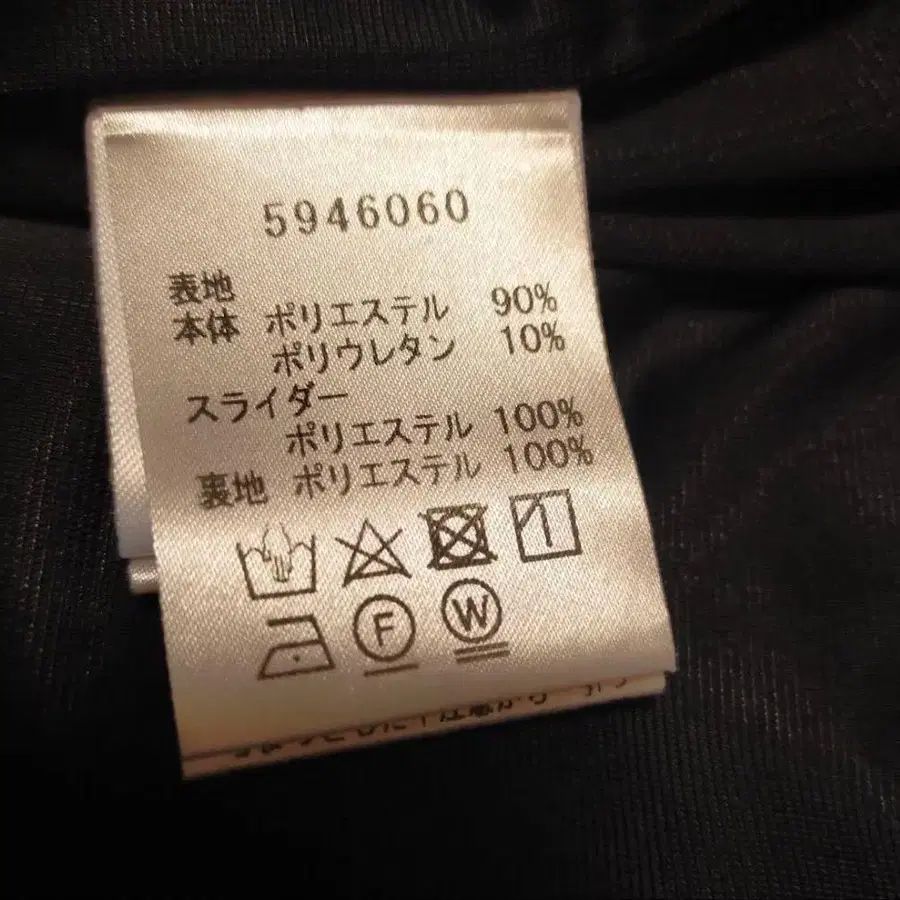 5946060
表地
本体 ポリエステル 90%
ポリウレタン 10%
スライダー
ポリエステル 100%
裏地 ポリエステル 100%
F W